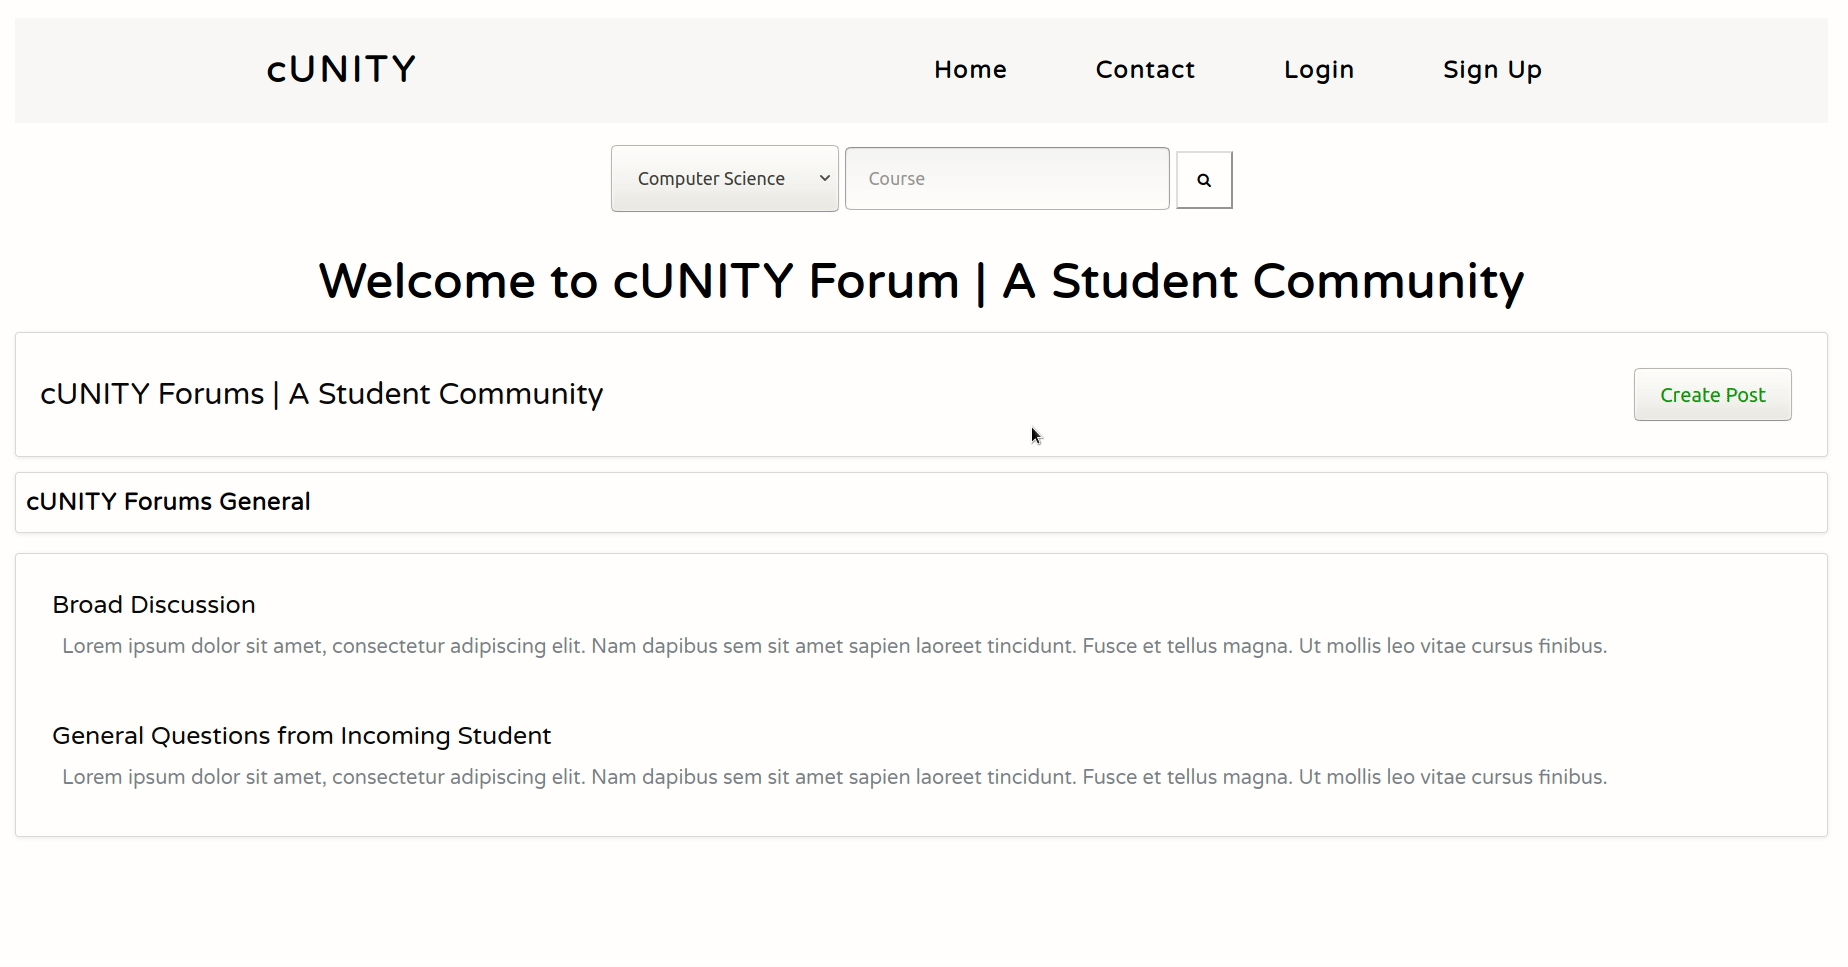 cUNITY
Home Contact Login Sign Up
Computer Science Course
Welcome to cUNITY Forum | A Student Community
cUNITY Forums | A Student Community
Create Post
cUNITY Forums General
Broad Discussion
Lorem ipsum dolor sit amet, consectetur adipiscing elit. Nam dapibus sem sit amet sapien laoreet tincidunt. Fusce et tellus magna. Ut mollis leo vitae cursus finibus.
General Questions from Incoming Student
Lorem ipsum dolor sit amet, consectetur adipiscing elit. Nam dapibus sem sit amet sapien laoreet tincidunt. Fusce et tellus magna. Ut mollis leo vitae cursus finibus.